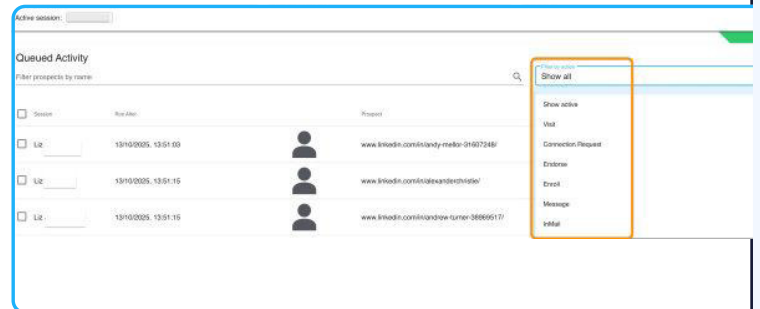 Active session:
Queued Activity
Filter prospects by name
Filter by action
Show all
Show active
Visit
Connection Request
Endorse
Enroll
Message
InMail
Session Run After Prospect
Liz 13/10/2025, 13:51:03 www.linkedin.com/in/andy-mellor-31607248/
Liz 13/10/2025, 13:51:15 www.linkedin.com/in/alexanderchristie/
Liz 13/10/2025, 13:51:15 www.linkedin.com/in/andrew-turner-38969517/